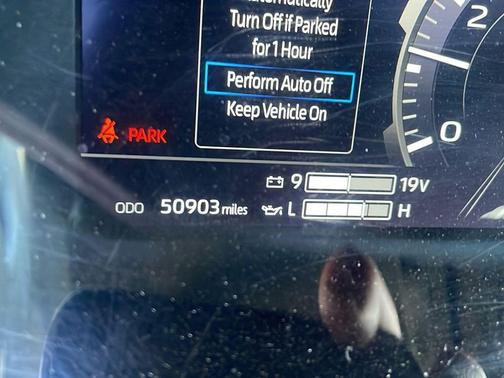 Automatically
Turn Off if Parked
for 1 Hour
Perform Auto Off
Keep Vehicle On
2
0
PARK
9 19V
ODO 50903 miles L H